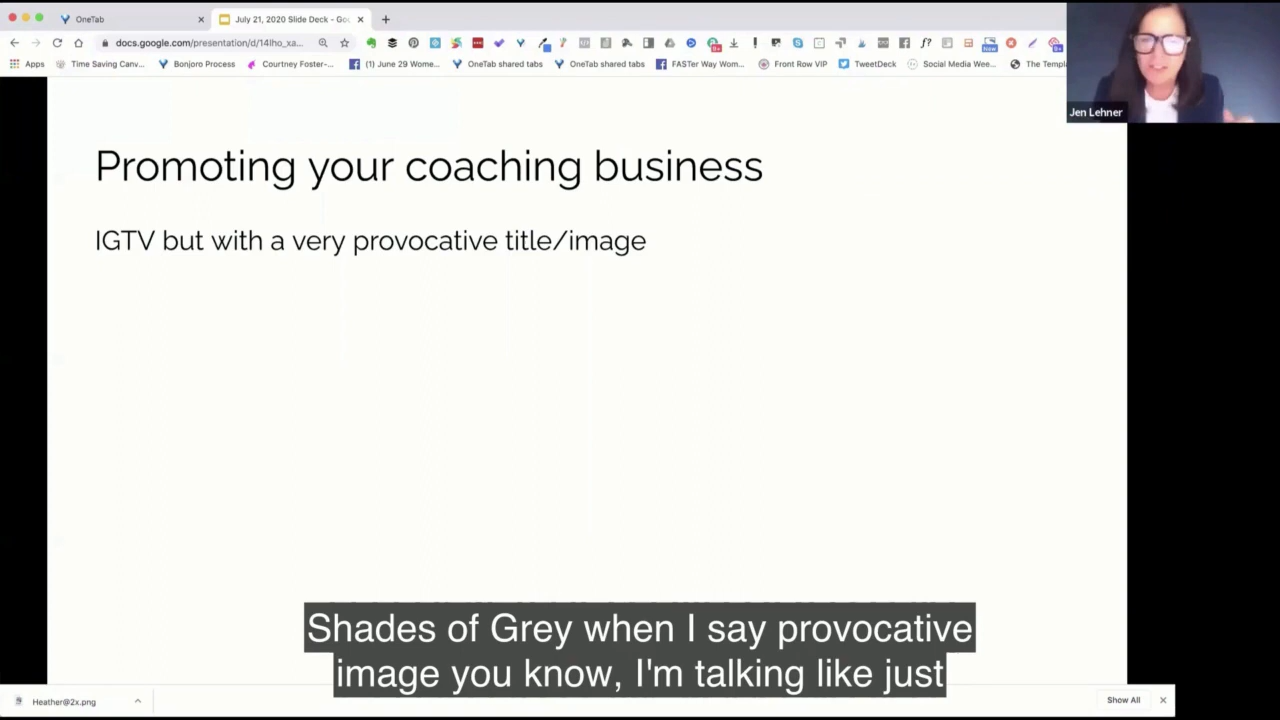 OneTab
July 21, 2020 Slide Deck - Go
docs.google.com/presentation/d/14lho_xa...
Apps
Time Saving Canv...
Bonjoro Process
Courtney Foster-...
(1) June 29 Wome...
OneTab shared tabs
OneTab shared tabs
FASTer Way Wom...
Front Row VIP
TweetDeck
Social Media Wee...
The Templ
Jen Lehner
Promoting your coaching business
IGTV but with a very provocative title/image
Shades of Grey when I say provocative
image you know, I'm talking like just
Heather@2x.png
Show All